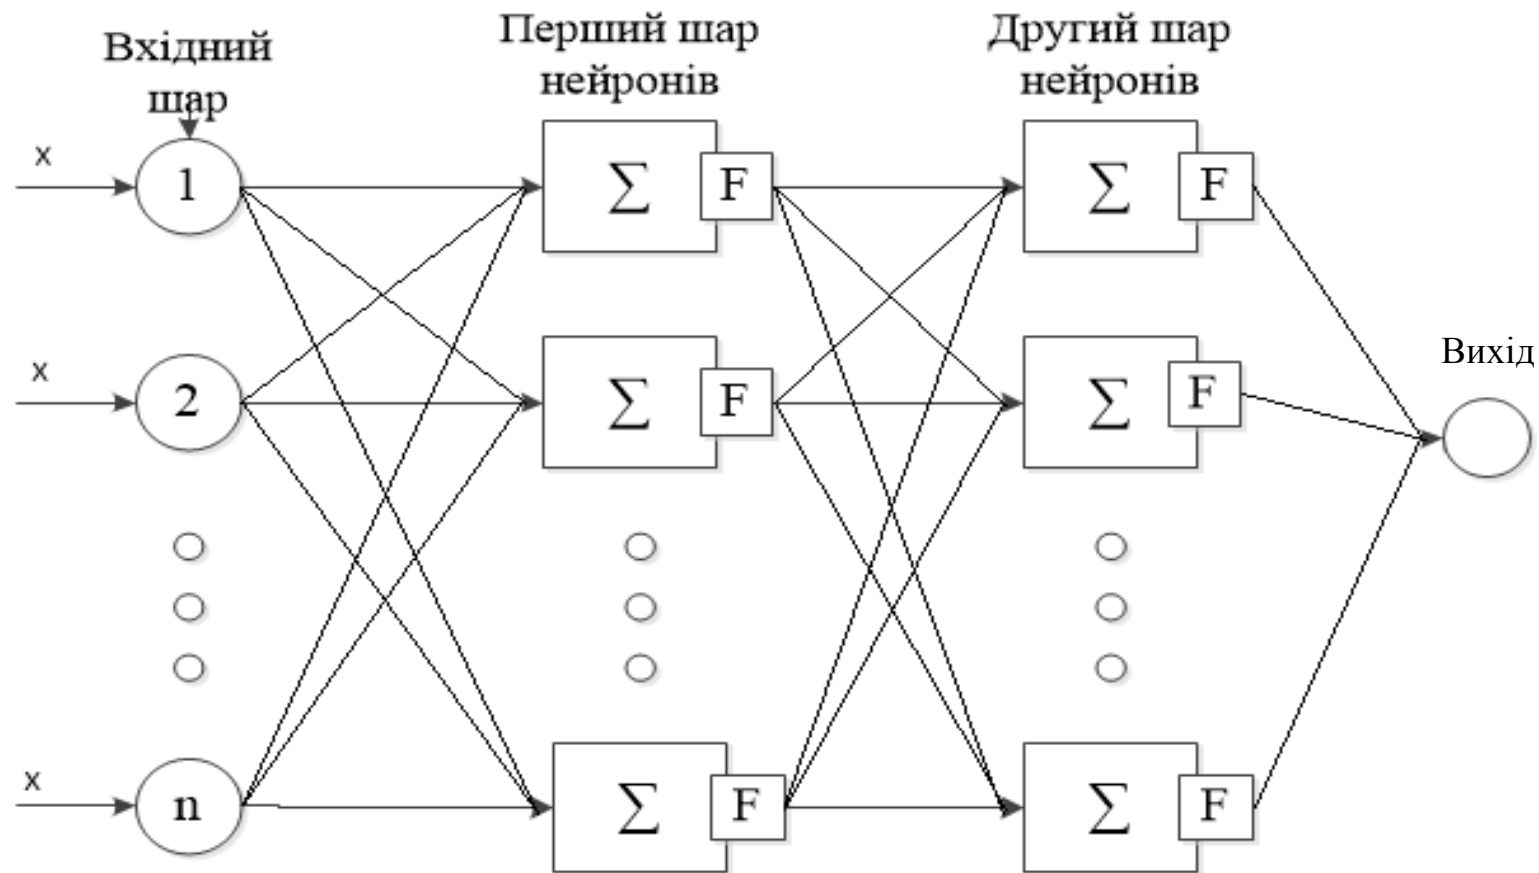 Вхідний
шар
Перший шар
нейронів
Другий шар
нейронів
x
1
Σ
F
Σ
F
Вихід
x
2
Σ
F
Σ
F
x
n
Σ
F
Σ
F